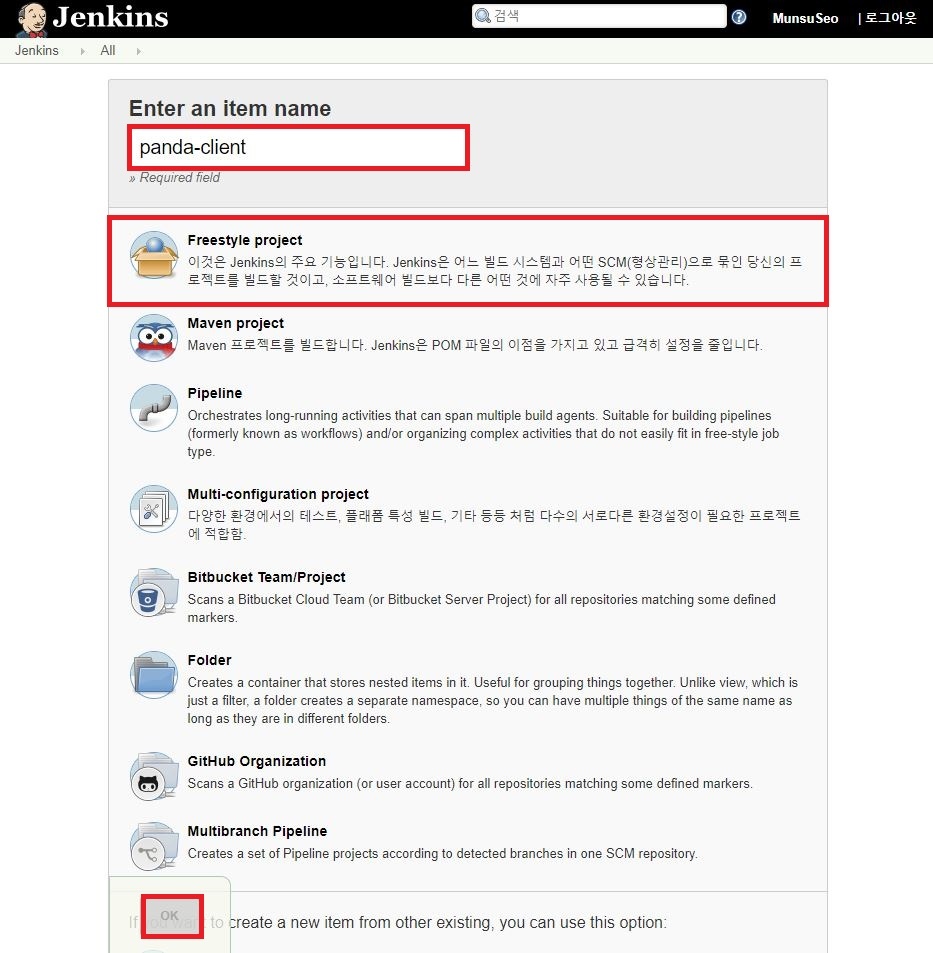 Jenkins
검색
MunsuSeo | 로그아웃
Jenkins All
Enter an item name
panda-client
» Required field
Freestyle project
이것은 Jenkins의 주요 기능입니다. Jenkins은 어느 빌드 시스템과 어떤 SCM(형상관리)으로 묶인 당신의 프
로젝트를 빌드할 것이고, 소프트웨어 빌드보다 다른 어떤 것에 자주 사용될 수 있습니다.
Maven project
Maven 프로젝트를 빌드합니다. Jenkins은 POM 파일의 이점을 가지고 있고 급격히 설정을 줄입니다.
Pipeline
Orchestrates long-running activities that can span multiple build agents. Suitable for building pipelines
(formerly known as workflows) and/or organizing complex activities that do not easily fit in free-style job
type.
Multi-configuration project
다양한 환경에서의 테스트, 플래폼 특성 빌드, 기타 등등 처럼 다수의 서로다른 환경설정이 필요한 프로젝트
에 적합함.
Bitbucket Team/Project
Scans a Bitbucket Cloud Team (or Bitbucket Server Project) for all repositories matching some defined
markers.
Folder
Creates a container that stores nested items in it. Useful for grouping things together. Unlike view, which is
just a filter, a folder creates a separate namespace, so you can have multiple things of the same name as
long as they are in different folders.
GitHub Organization
Scans a GitHub organization (or user account) for all repositories matching some defined markers.
Multibranch Pipeline
Creates a set of Pipeline projects according to detected branches in one SCM repository.
OK
If you want to create a new item from other existing, you can use this option: